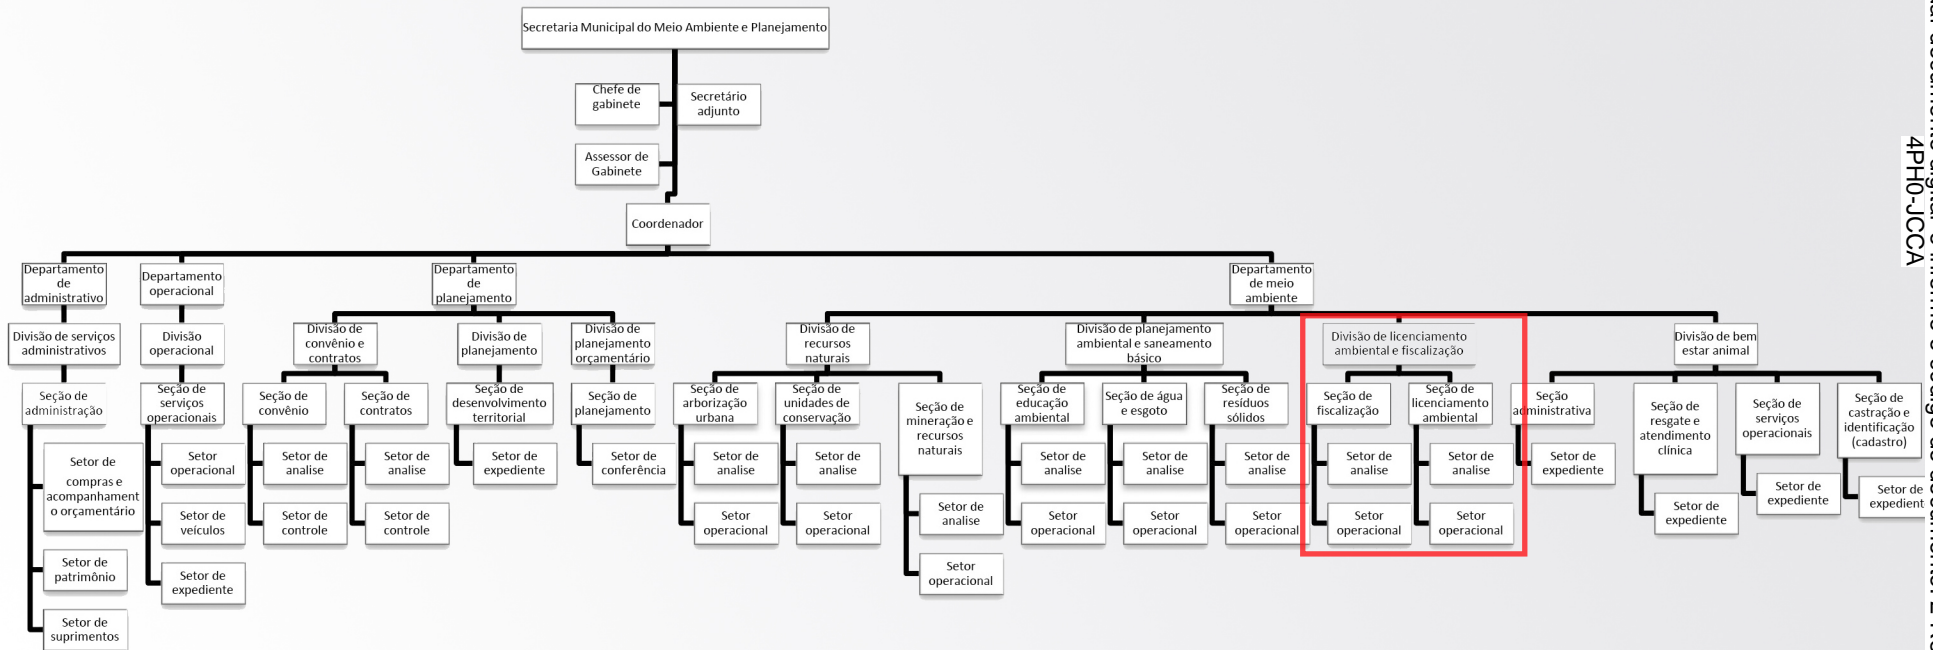 Secretaria Municipal do Meio Ambiente e Planejamento
Chefe de
gabinete
Secretário
adjunto
Assessor de
Gabinete
Coordenador
Departamento
de
administrativo
Departamento
operacional
Departamento
de
planejamento
Departamento
de meio
ambiente
Divisão de serviços
administrativos
Divisão
operacional
Divisão de
convênio e
contratos
Divisão de
planejamento
Divisão de
planejamento
orçamentário
Divisão de
recursos
naturais
Divisão de planejamento
ambiental e saneamento
básico
Divisão de licenciamento
ambiental e fiscalização
Divisão de bem
estar animal
Seção de
administração
Seção de
serviços
operacionais
Seção de
convênio
Seção de
contratos
Seção de
desenvolvimento
territorial
Seção de
planejamento
Seção de
arborização
urbana
Seção de
unidades de
conservação
Seção de
mineração e
recursos
naturais
Seção de
educação
ambiental
Seção de água
e esgoto
Seção de
resíduos
sólidos
Seção de
fiscalização
Seção de
licenciamento
ambiental
Seção
administrativa
Seção de
resgate e
atendimento
clínica
Seção de
serviços
operacionais
Seção de
castração e
identificação
(cadastro)
Setor de
compras e
acompanhament
o orçamentário
Setor
operacional
Setor de
analise
Setor de
analise
Setor de
expediente
Setor de
conferência
Setor de
analise
Setor de
analise
Setor de
analise
Setor de
analise
Setor de
analise
Setor de
analise
Setor de
analise
Setor de
analise
Setor de
expediente
Setor de
expediente
Setor de
expediente
Setor de
expedient
Setor de
veículos
Setor de
controle
Setor de
controle
Setor
operacional
Setor
operacional
Setor
operacional
Setor
operacional
Setor
operacional
Setor
operacional
Setor
operacional
Setor
operacional
Setor de
patrimônio
Setor de
expediente
Setor de
suprimentos
4PH0-JCCA